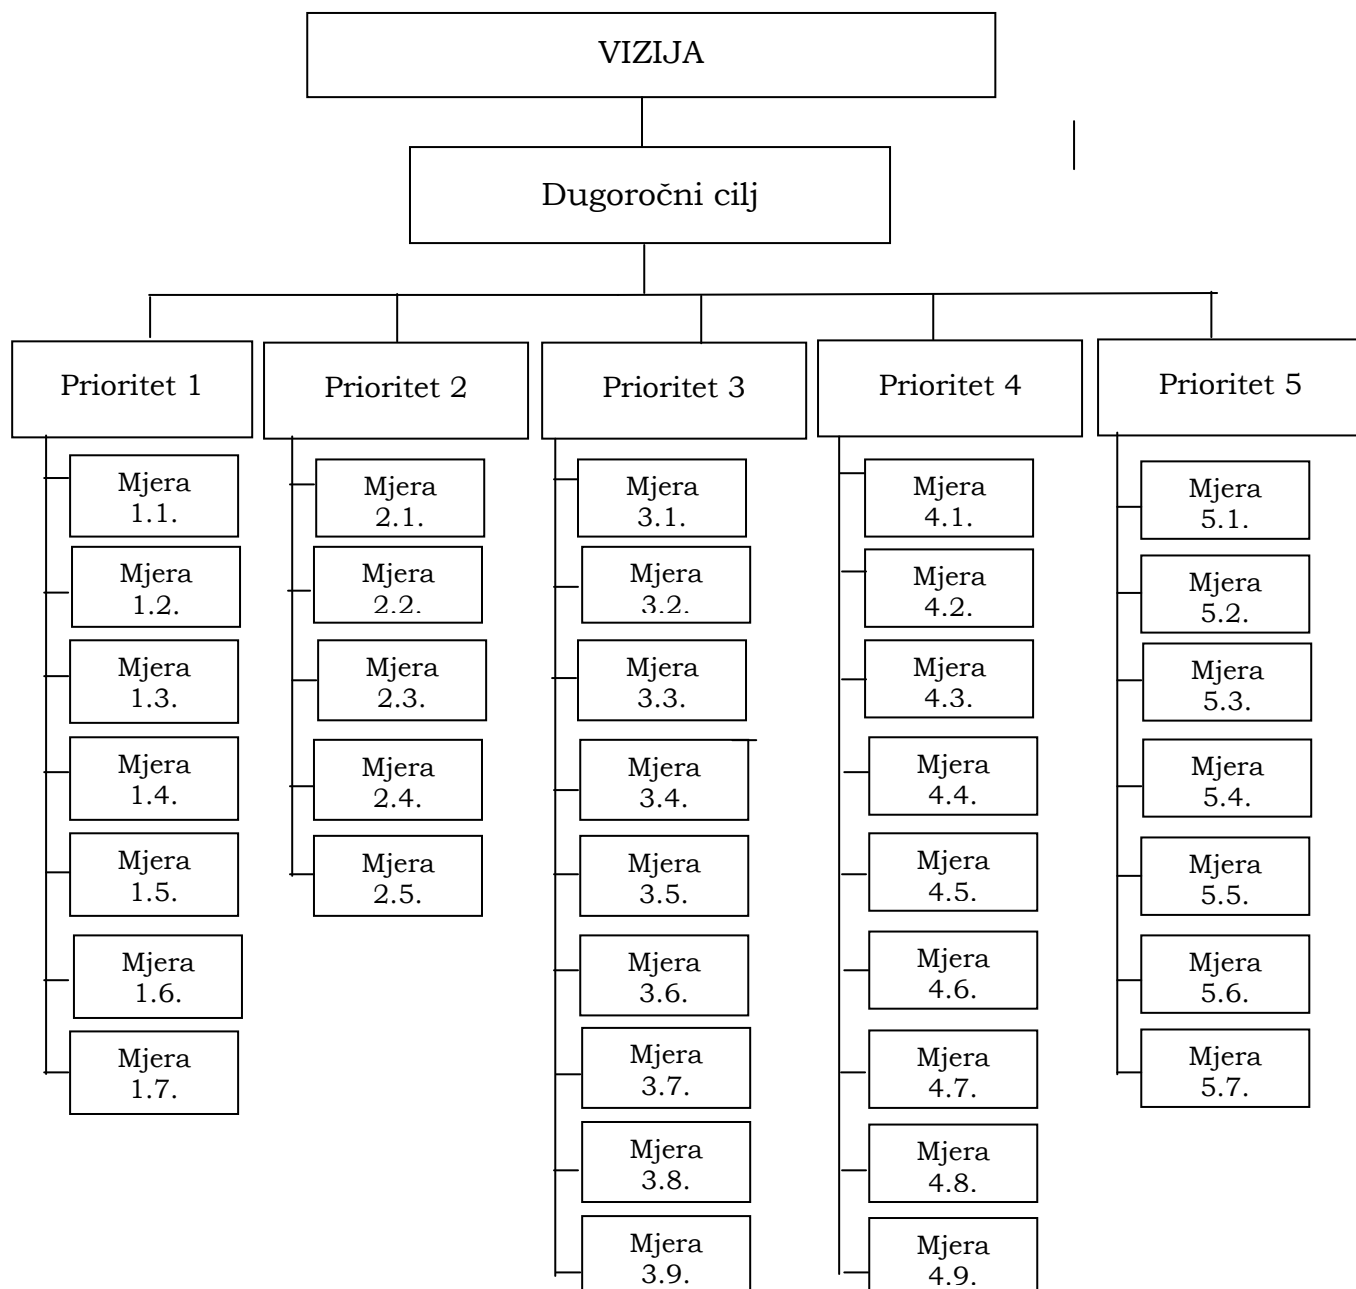 VIZIJA
Dugoročni cilj
Prioritet 1
Prioritet 2
Prioritet 3
Prioritet 4
Prioritet 5
Mjera
1.1.
Mjera
1.2.
Mjera
1.3.
Mjera
1.4.
Mjera
1.5.
Mjera
1.6.
Mjera
1.7.
Mjera
2.1.
Mjera
2.2.
Mjera
2.3.
Mjera
2.4.
Mjera
2.5.
Mjera
3.1.
Mjera
3.2.
Mjera
3.3.
Mjera
3.4.
Mjera
3.5.
Mjera
3.6.
Mjera
3.7.
Mjera
3.8.
Mjera
3.9.
Mjera
4.1.
Mjera
4.2.
Mjera
4.3.
Mjera
4.4.
Mjera
4.5.
Mjera
4.6.
Mjera
4.7.
Mjera
4.8.
Mjera
4.9.
Mjera
5.1.
Mjera
5.2.
Mjera
5.3.
Mjera
5.4.
Mjera
5.5.
Mjera
5.6.
Mjera
5.7.